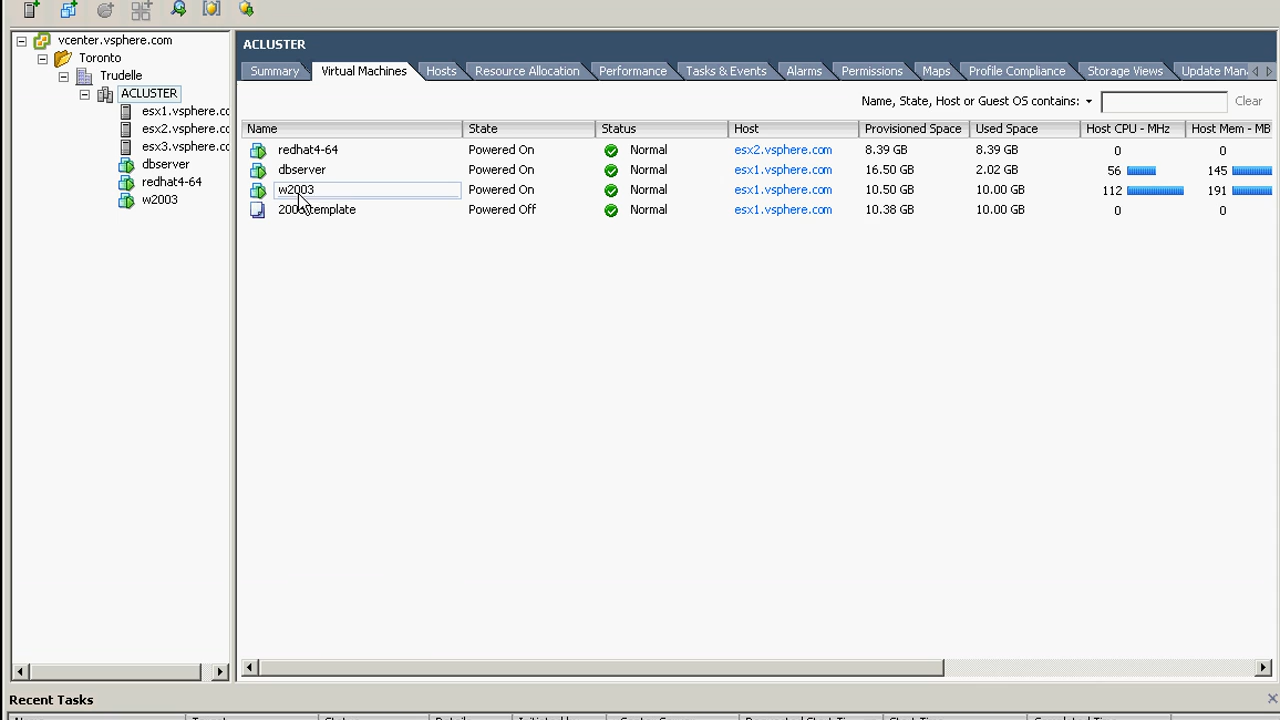 vcenter.vsphere.com
Toronto
Trudelle
ACLUSTER
esx1.vsphere.cc
esx2.vsphere.cc
esx3.vsphere.cc
dbserver
redhat4-64
w2003
ACLUSTER
Summary Virtual Machines Hosts Resource Allocation Performance Tasks & Events Alarms Permissions Maps Profile Compliance Storage Views Update Man
Name, State, Host or Guest OS contains: Clear
Name State Status Host Provisioned Space Used Space Host CPU - MHz Host Mem - MB
redhat4-64 Powered On Normal esx2.vsphere.com 8.39 GB 8.39 GB 0 0
dbserver Powered On Normal esx1.vsphere.com 16.50 GB 2.02 GB 56 145
w2003 Powered On Normal esx1.vsphere.com 10.50 GB 10.00 GB 112 191
template Powered Off Normal esx1.vsphere.com 10.38 GB 10.00 GB 0 0
Recent Tasks